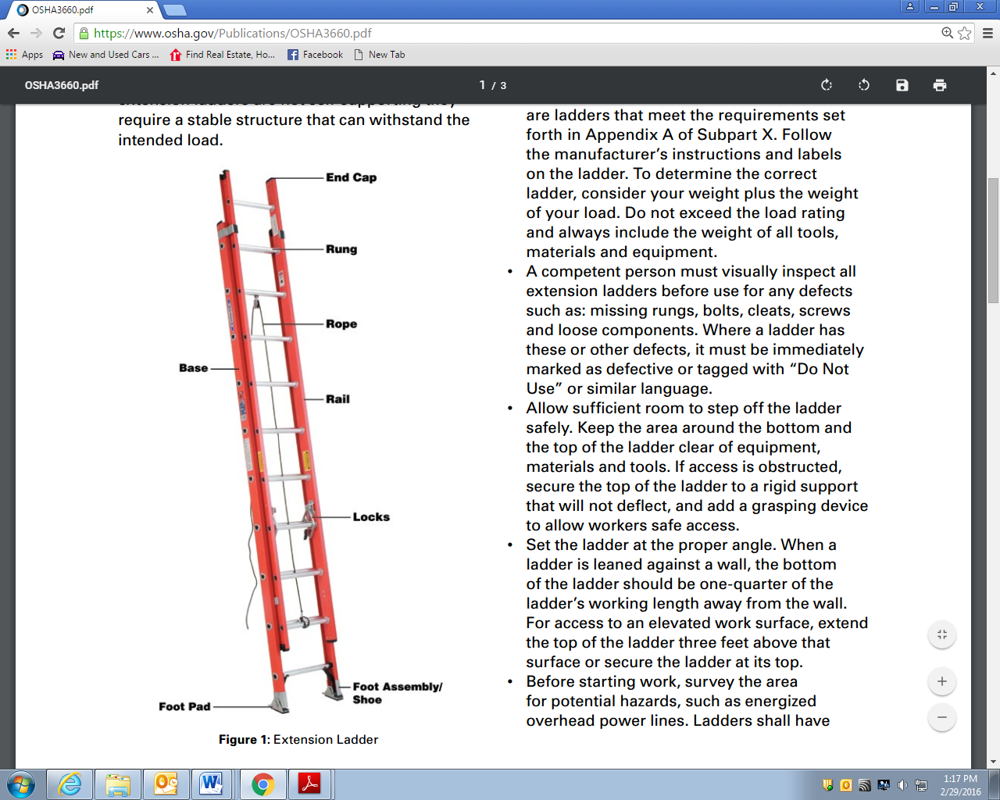 OSHA3660.pdf
https://www.osha.gov/Publications/OSHA3660.pdf
Apps
New and Used Cars ...
Find Real Estate, Ho...
Facebook
New Tab
OSHA3660.pdf
1 / 3
extension ladders are not self-supporting they
require a stable structure that can withstand the
intended load.
End Cap
Rung
Rope
Base
Rail
Locks
Foot Assembly/
Shoe
Foot Pad
Figure 1: Extension Ladder
are ladders that meet the requirements set
forth in Appendix A of Subpart X. Follow
the manufacturer’s instructions and labels
on the ladder. To determine the correct
ladder, consider your weight plus the weight
of your load. Do not exceed the load rating
and always include the weight of all tools,
materials and equipment.
• A competent person must visually inspect all
extension ladders before use for any defects
such as: missing rungs, bolts, cleats, screws
and loose components. Where a ladder has
these or other defects, it must be immediately
marked as defective or tagged with “Do Not
Use” or similar language.
• Allow sufficient room to step off the ladder
safely. Keep the area around the bottom and
the top of the ladder clear of equipment,
materials and tools. If access is obstructed,
secure the top of the ladder to a rigid support
that will not deflect, and add a grasping device
to allow workers safe access.
• Set the ladder at the proper angle. When a
ladder is leaned against a wall, the bottom
of the ladder should be one-quarter of the
ladder’s working length away from the wall.
For access to an elevated work surface, extend
the top of the ladder three feet above that
surface or secure the ladder at its top.
• Before starting work, survey the area
for potential hazards, such as energized
overhead power lines. Ladders shall have
1:17 PM
2/29/2016